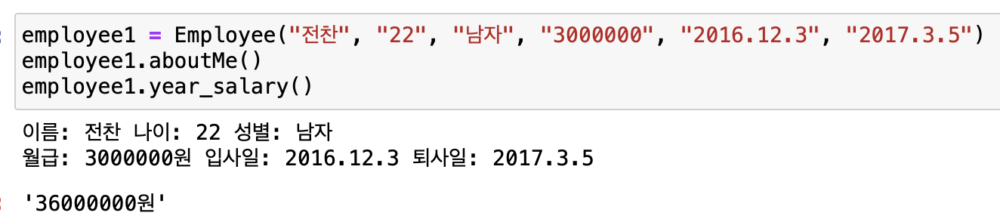 employee1 = Employee("전찬", "22", "남자", "3000000", "2016.12.3", "2017.3.5")
employee1.aboutMe()
employee1.year_salary()
이름: 전찬 나이: 22 성별: 남자
월급: 3000000원 입사일: 2016.12.3 퇴사일: 2017.3.5
'36000000원'